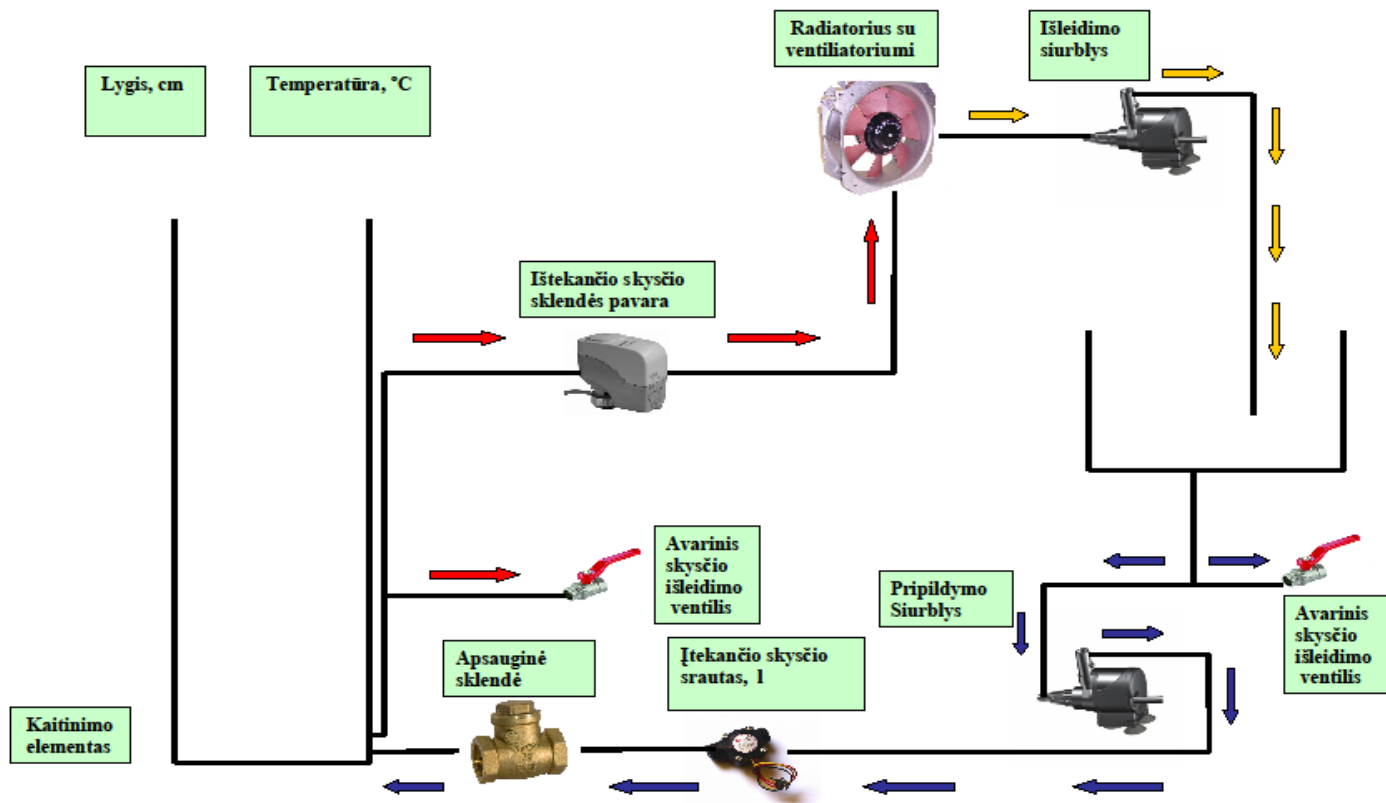 Radiatorius su
ventiliatoriumi
Išleidimo
siurblys
Lygis, cm
Temperatūra, °C
Ištekančio skysčio
sklendės pavara
Avarinis
skysčio
išleidimo
ventilis
Pripildymo
Siurblys
Avarinis
skysčio
išleidimo
ventilis
Apsauginė
sklendė
Įtekančio skysčio
srautas, l
Kaitinimo
elementas